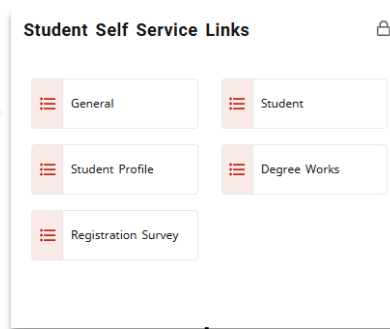 Student Self Service Links
General
Student
Student Profile
Degree Works
Registration Survey